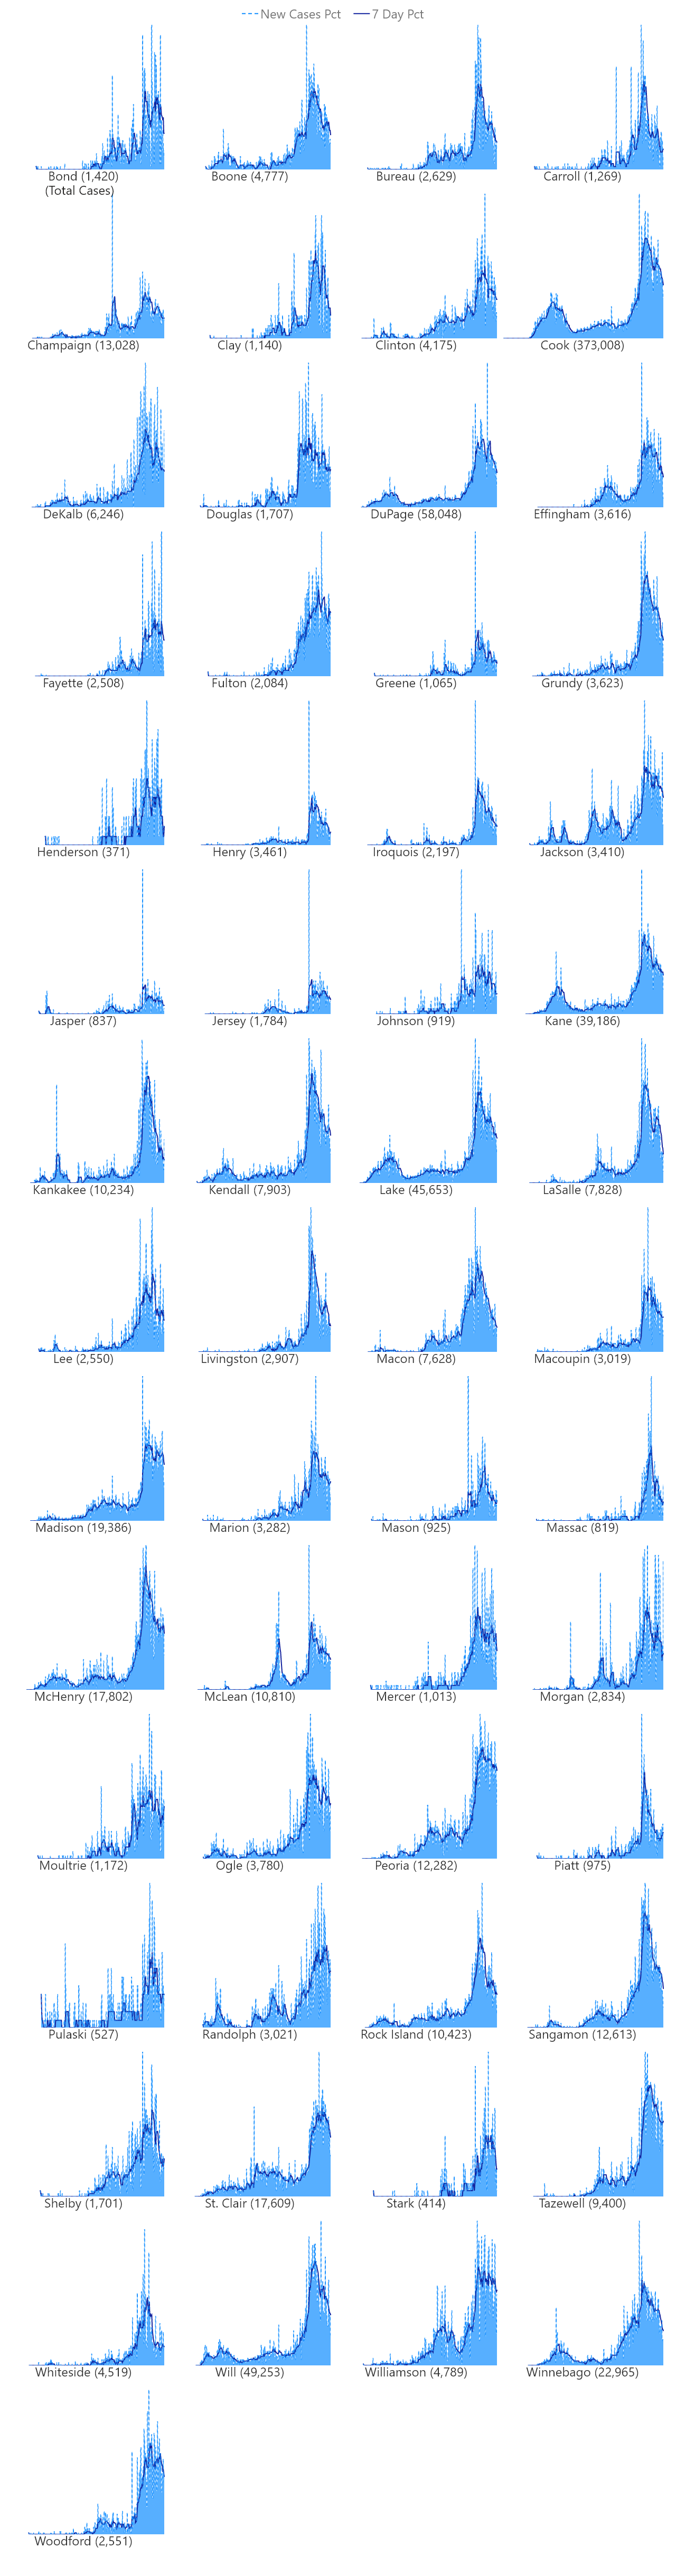 New Cases Pct 7 Day Pct
Bond (1,420) Boone (4,777) Bureau (2,629) Carroll (1,269)
(Total Cases)
Champaign (13,028) Clay (1,140) Clinton (4,175) Cook (373,008)
DeKalb (6,246) Douglas (1,707) DuPage (58,048) Effingham (3,616)
Fayette (2,508) Fulton (2,084) Greene (1,065) Grundy (3,623)
Henderson (371) Henry (3,461) Iroquois (2,197) Jackson (3,410)
Jasper (837) Jersey (1,784) Johnson (919) Kane (39,186)
Kankakee (10,234) Kendall (7,903) Lake (45,653) LaSalle (7,828)
Lee (2,550) Livingston (2,907) Macon (7,628) Macoupin (3,019)
Madison (19,386) Marion (3,282) Mason (925) Massac (819)
McHenry (17,802) McLean (10,810) Mercer (1,013) Morgan (2,834)
Moultrie (1,172) Ogle (3,780) Peoria (12,282) Piatt (975)
Pulaski (527) Randolph (3,021) Rock Island (10,423) Sangamon (12,613)
Shelby (1,701) St. Clair (17,609) Stark (414) Tazewell (9,400)
Whiteside (4,519) Will (49,253) Williamson (4,789) Winnebago (22,965)
Woodford (2,551)